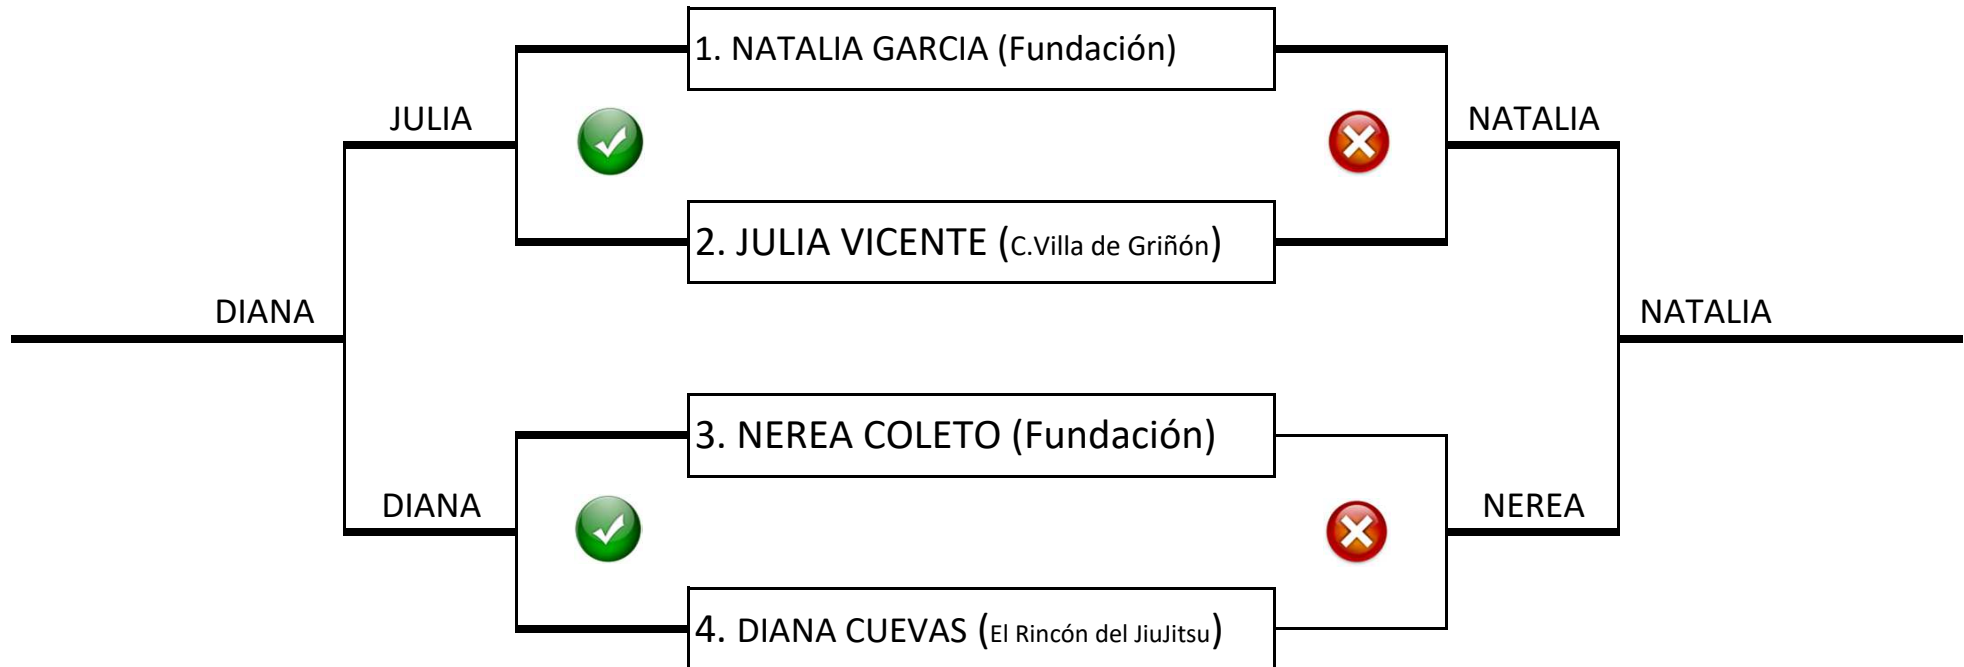 1. NATALIA GARCIA (Fundación)
JULIA
NATALIA
2. JULIA VICENTE (C.Villa de Griñón)
DIANA
NATALIA
3. NEREA COLETO (Fundación)
DIANA
NEREA
4. DIANA CUEVAS (El Rincón del JiuJitsu)